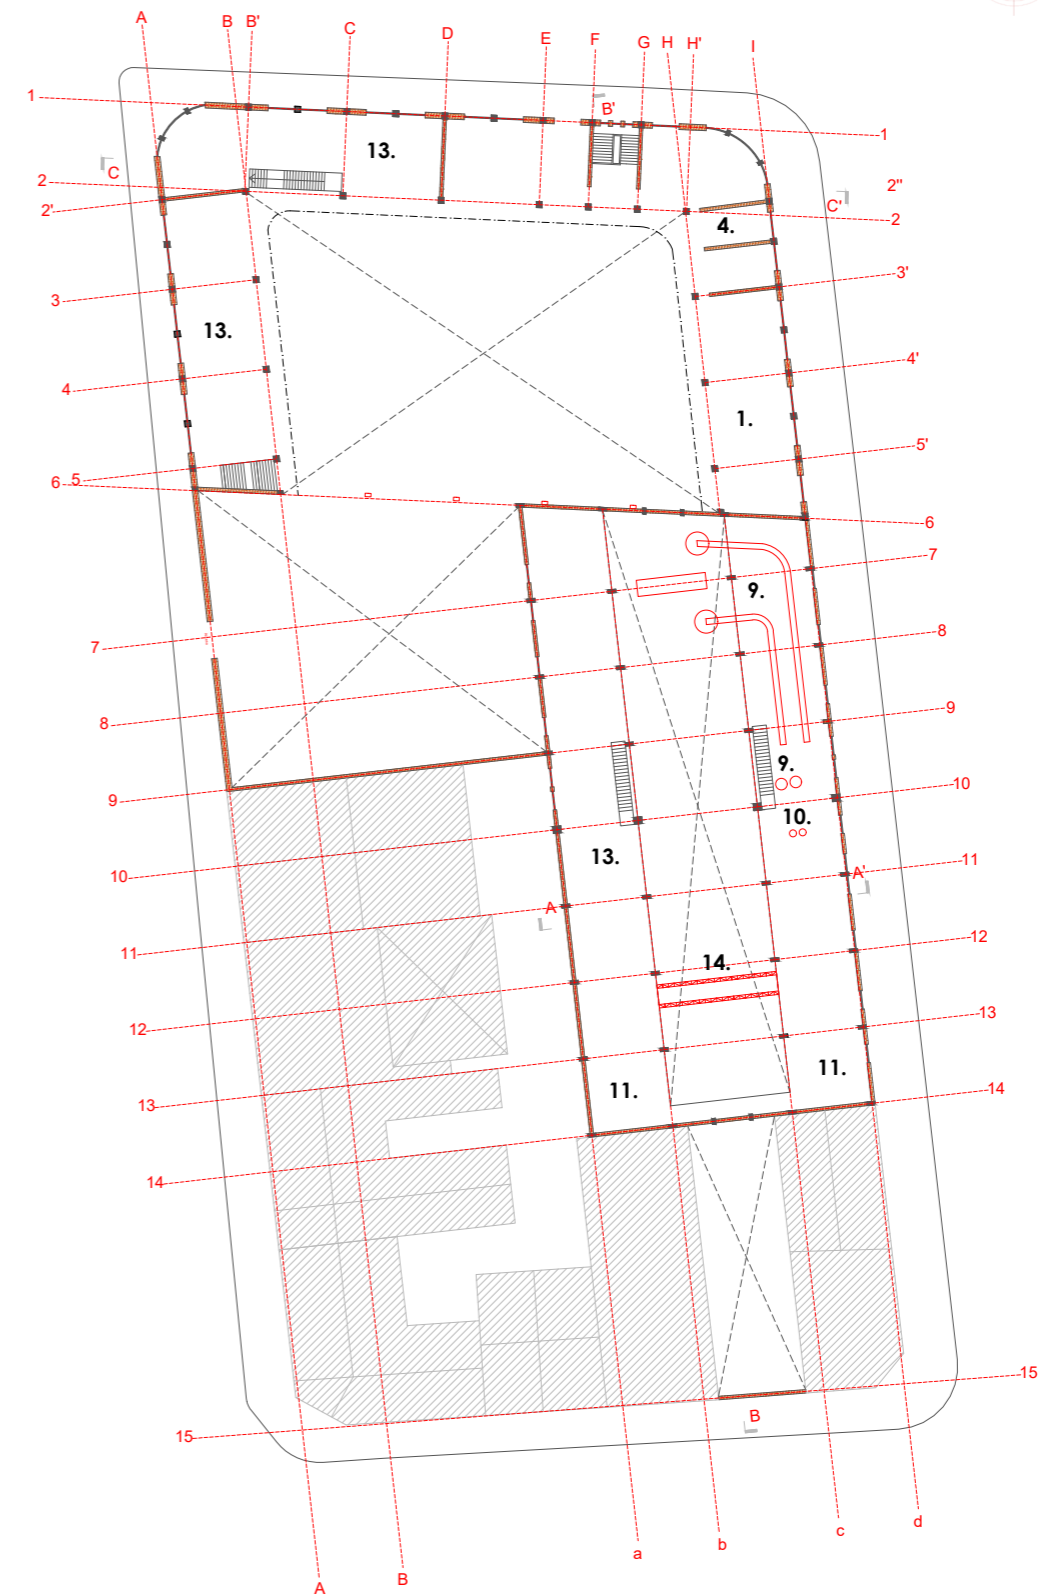 A B B' C D E F G H H' I
1 B' 1
13.
C 2 2' C' 2'' 2
4.
3 3'
13.
4 4'
1.
5 5'
6 6
7 9. 7
8 8
9 9. 9
10 10. 10
13.
11 A A' 11
12 14. 12
13 11. 11. 13
14 14
15 B 15
A B a b c d